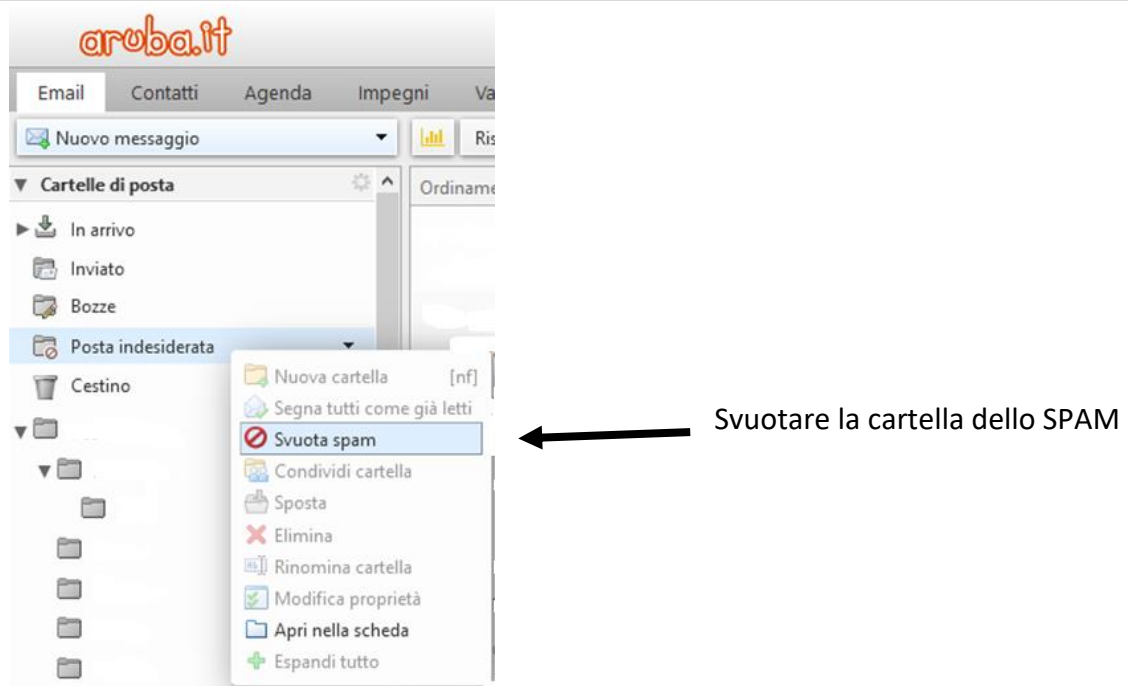 aruba.it
Email Contatti Agenda Impegni Va
Nuovo messaggio Ris
Cartelle di posta Ordiname
In arrivo
Inviato
Bozze
Posta indesiderata
Cestino
Nuova cartella [nf]
Segna tutti come già letti
Svuota spam
Condividi cartella
Sposta
Elimina
Rinomina cartella
Modifica proprietà
Apri nella scheda
Espandi tutto
Svuotare la cartella dello SPAM